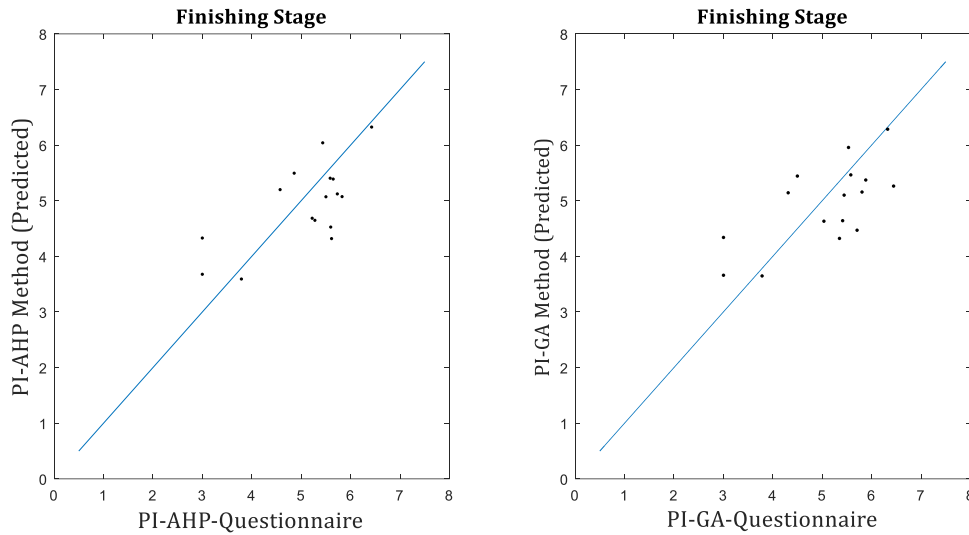 Finishing Stage
8
7
6
5
4
3
2
1
0
0 1 2 3 4 5 6 7 8
PI-AHP Method (Predicted)
PI-AHP-Questionnaire
Finishing Stage
8
7
6
5
4
3
2
1
0
0 1 2 3 4 5 6 7 8
PI-GA Method (Predicted)
PI-GA-Questionnaire